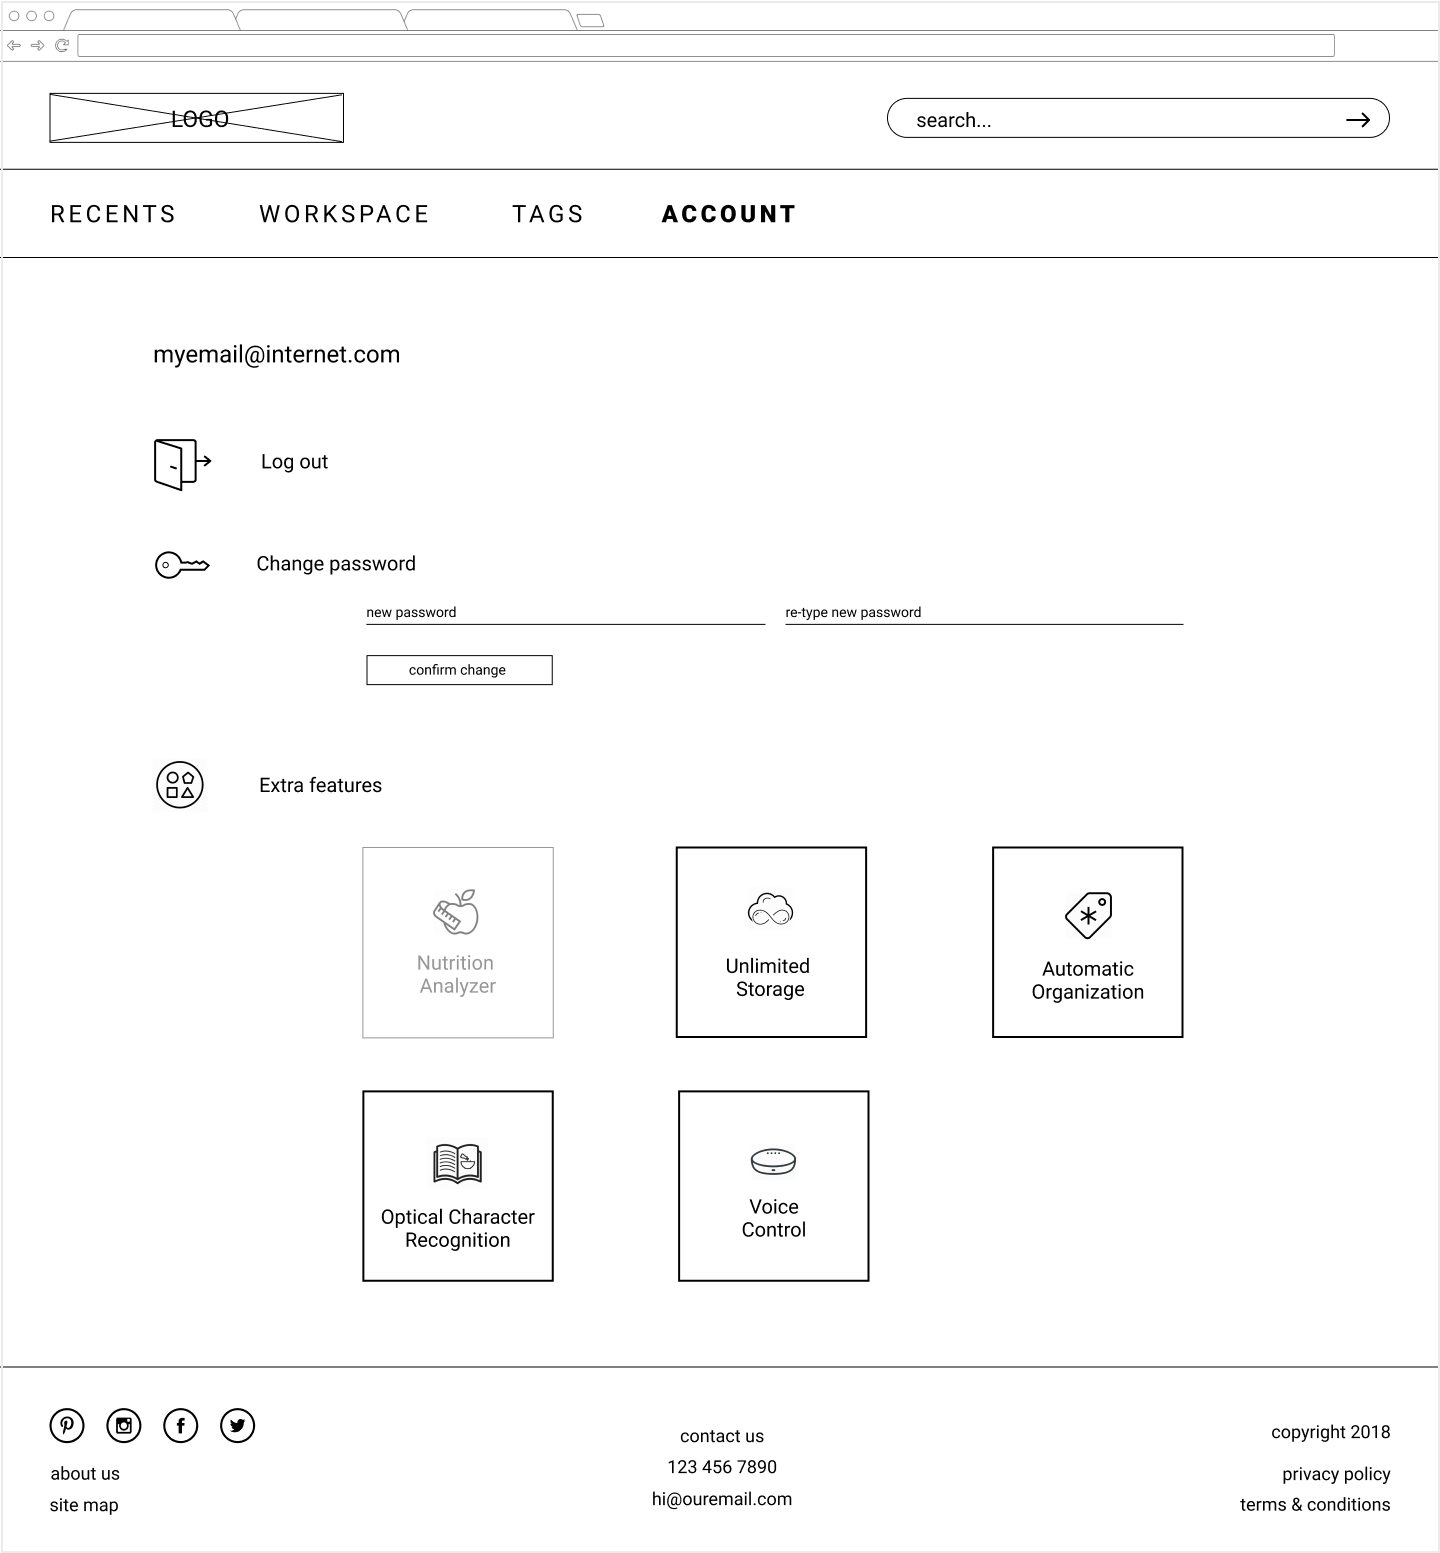 LOGO
search...
RECENTS WORKSPACE TAGS ACCOUNT
myemail@internet.com
Log out
Change password
new password re-type new password
confirm change
Extra features
Nutrition
Analyzer
Unlimited
Storage
Automatic
Organization
Optical Character
Recognition
Voice
Control
about us
site map
contact us
123 456 7890
hi@ouremail.com
copyright 2018
privacy policy
terms & conditions